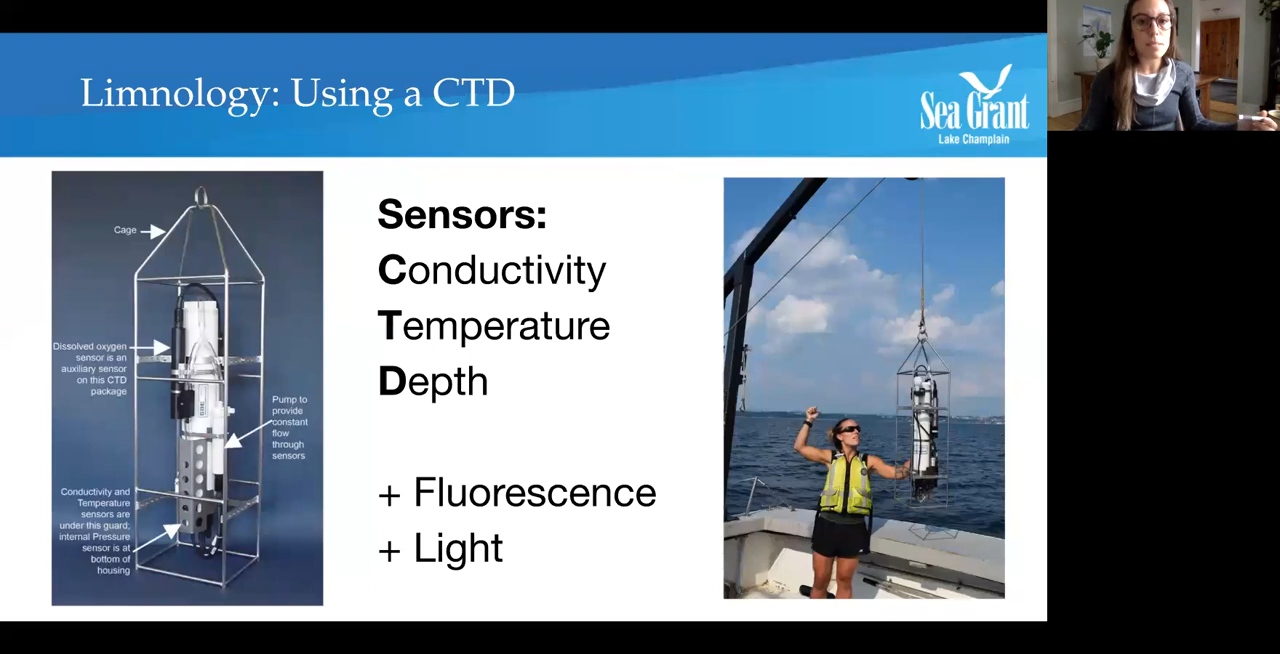 Limnology: Using a CTD
Sea Grant
Lake Champlain
Cage
Dissolved oxygen
sensor is an
auxiliary sensor
on this CTD
package
Pump to
provide
constant
flow
through
sensors
Conductivity and
Temperature
sensors are
under this guard;
internal Pressure
sensor is at
bottom of
housing
Sensors:
Conductivity
Temperature
Depth
+ Fluorescence
+ Light